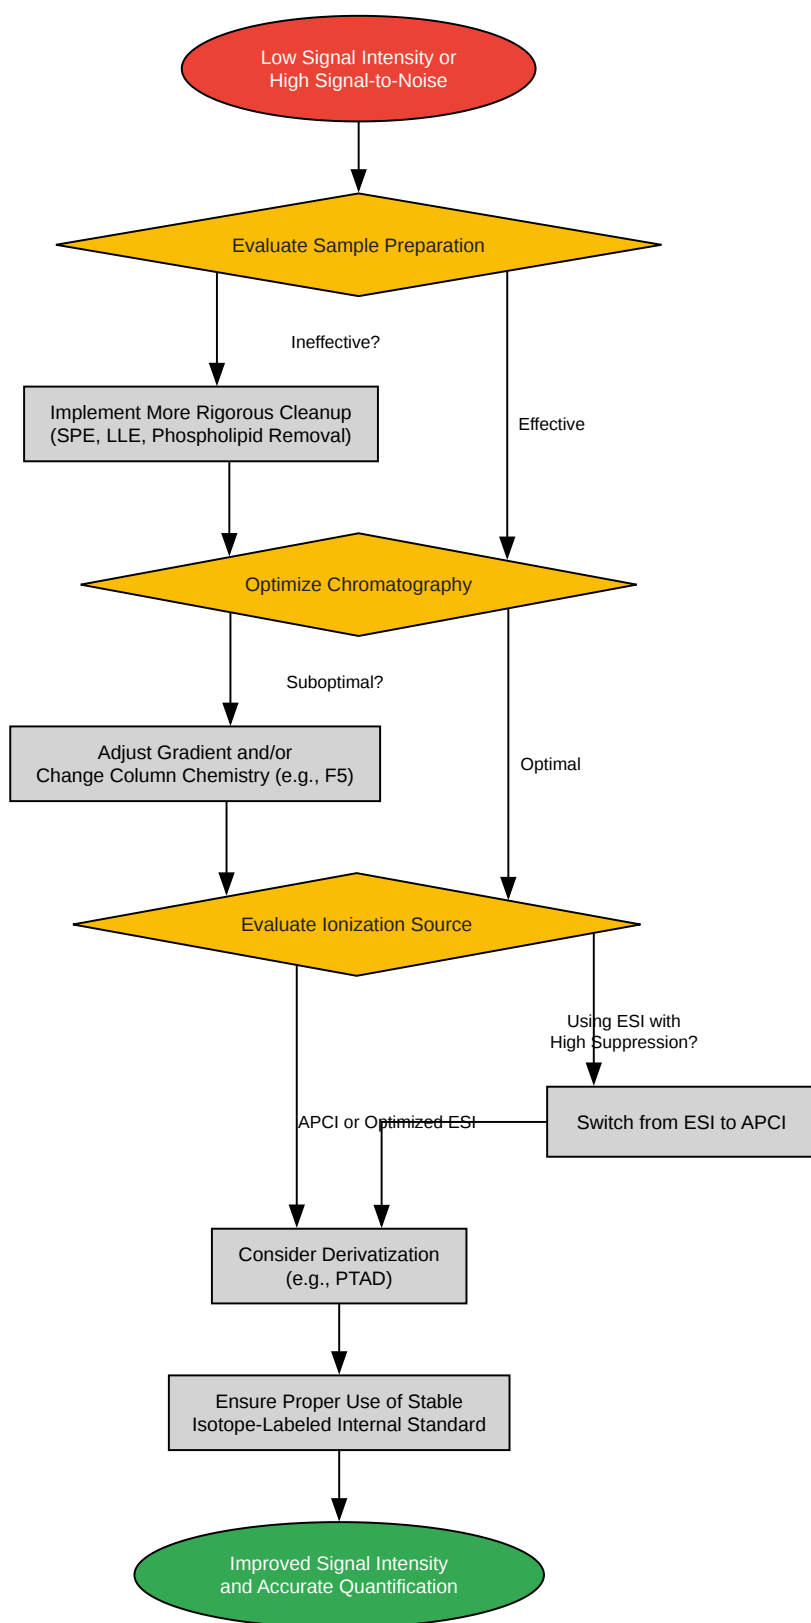 Low Signal Intensity or
High Signal-to-Noise
Evaluate Sample Preparation
Ineffective?
Implement More Rigorous Cleanup
(SPE, LLE, Phospholipid Removal)
Effective
Optimize Chromatography
Suboptimal?
Adjust Gradient and/or
Change Column Chemistry (e.g., F5)
Optimal
Evaluate Ionization Source
Using ESI with
High Suppression?
APCI or Optimized ESI
Switch from ESI to APCI
Consider Derivatization
(e.g., PTAD)
Ensure Proper Use of Stable
Isotope-Labeled Internal Standard
Improved Signal Intensity
and Accurate Quantification